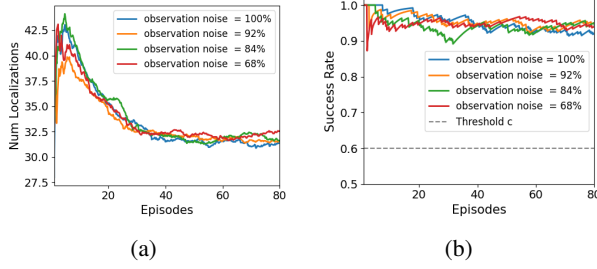 Num Localizations
42.5
40.0
37.5
35.0
32.5
30.0
27.5
observation noise = 100%
observation noise = 92%
observation noise = 84%
observation noise = 68%
20
40
60
80
Episodes
(a)
Success Rate
1.0
0.9
0.8
0.7
0.6
0.5
observation noise = 100%
observation noise = 92%
observation noise = 84%
observation noise = 68%
Threshold c
20
40
60
80
Episodes
(b)